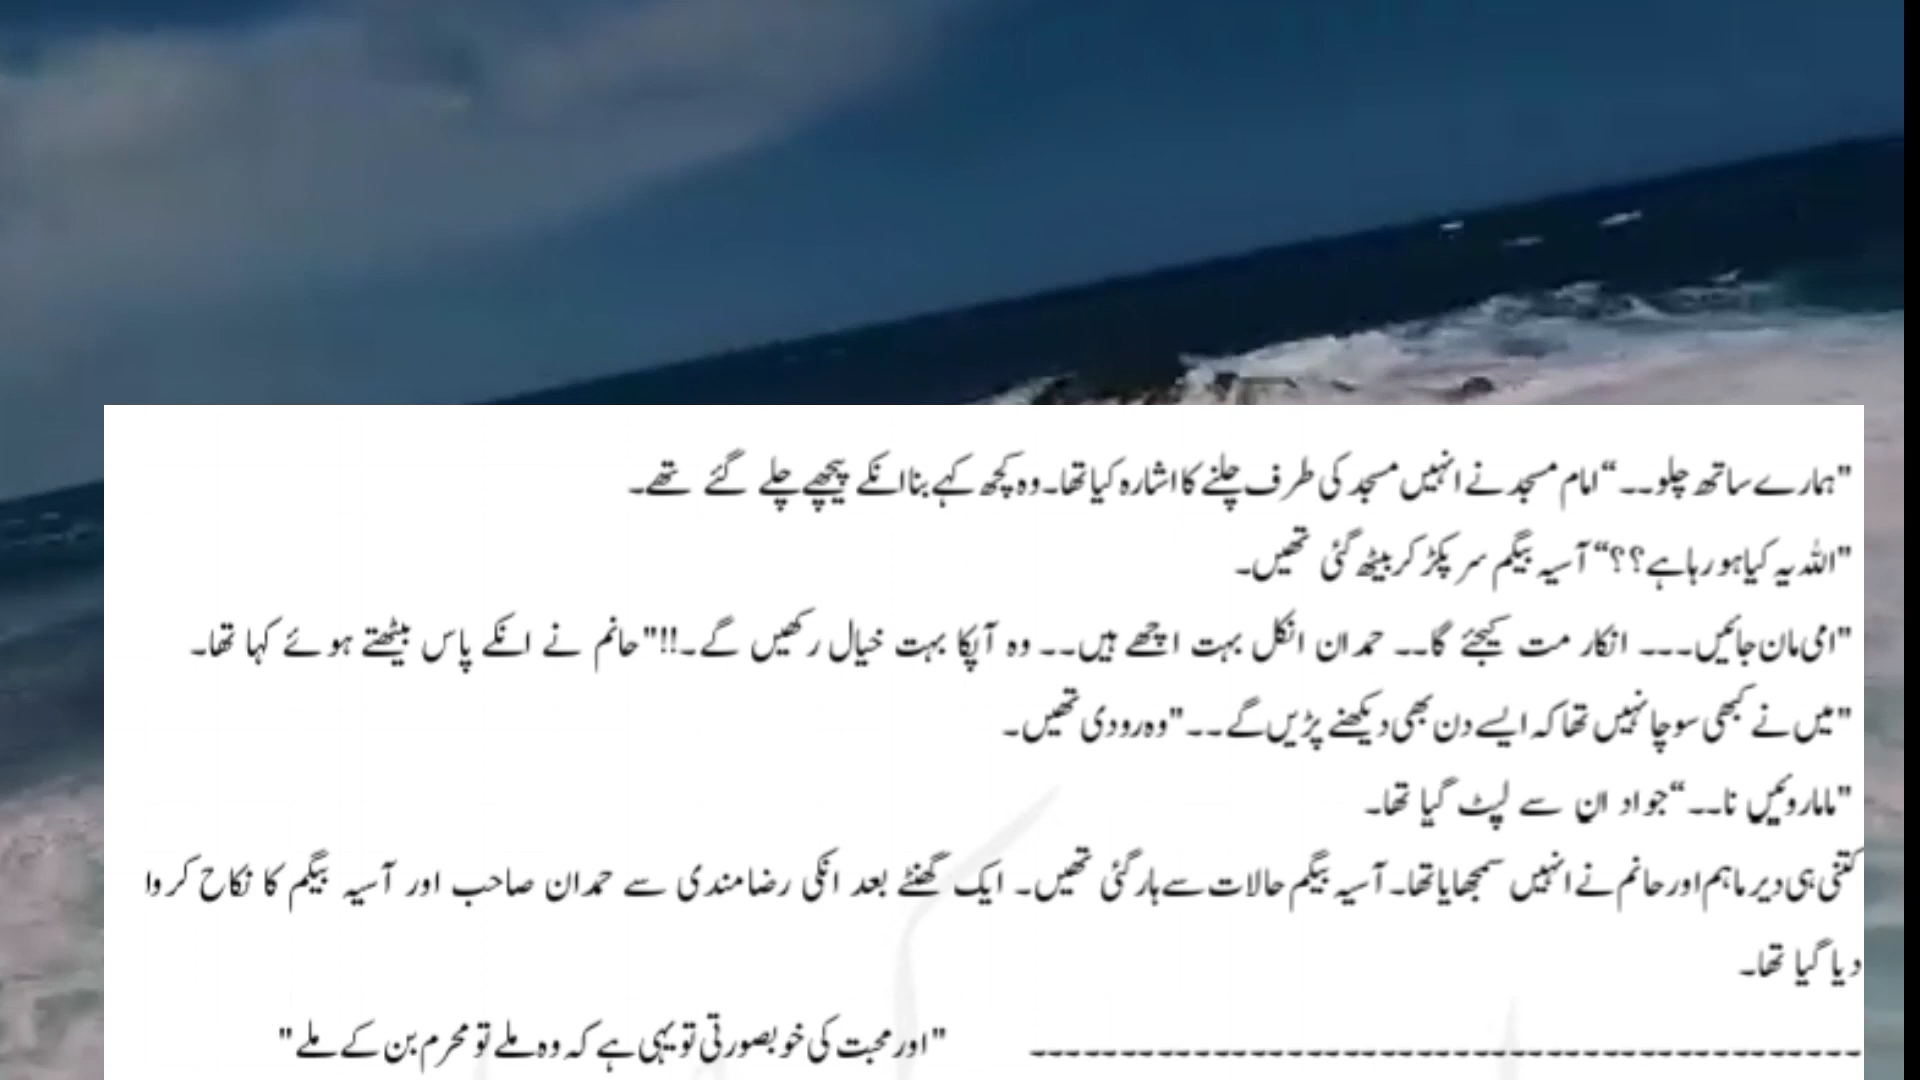 "ہمارے ساتھ چلو۔۔“ امام مسجد نے انہیں مسجد کی طرف چلنے کا اشارہ کیا تھا۔ وہ کچھ کہے بنا انکے پیچھے چلے گئے تھے۔
"اللہ یہ کیا ہو رہا ہے؟؟“ آسیہ بیگم سر پکڑ کر بیٹھ گئی تھیں۔
"امی مان جائیں۔۔۔ انکار مت کیجئے گا۔۔ حمدان انکل بہت اچھے ہیں۔۔ وہ آپکا بہت خیال رکھیں گے۔!!" حانم نے انکے پاس بیٹھتے ہوئے کہا تھا۔
"میں نے کبھی سوچا نہیں تھا کہ ایسے دن بھی دیکھنے پڑیں گے۔۔" وہ رو دی تھیں۔
"ماما روئیں نا۔۔“ جواد ان سے لپٹ گیا تھا۔
کتنی ہی دیر ماہم اور حانم نے انہیں سمجھایا تھا۔ آسیہ بیگم حالات سے ہار گئی تھیں۔ ایک گھنٹے بعد انکی رضامندی سے حمدان صاحب اور آسیہ بیگم کا نکاح کروا
دیا گیا تھا۔
---------------------------------------------- "اور محبت کی خوبصورتی تو یہی ہے کہ وہ ملے تو محرم بن کے ملے"